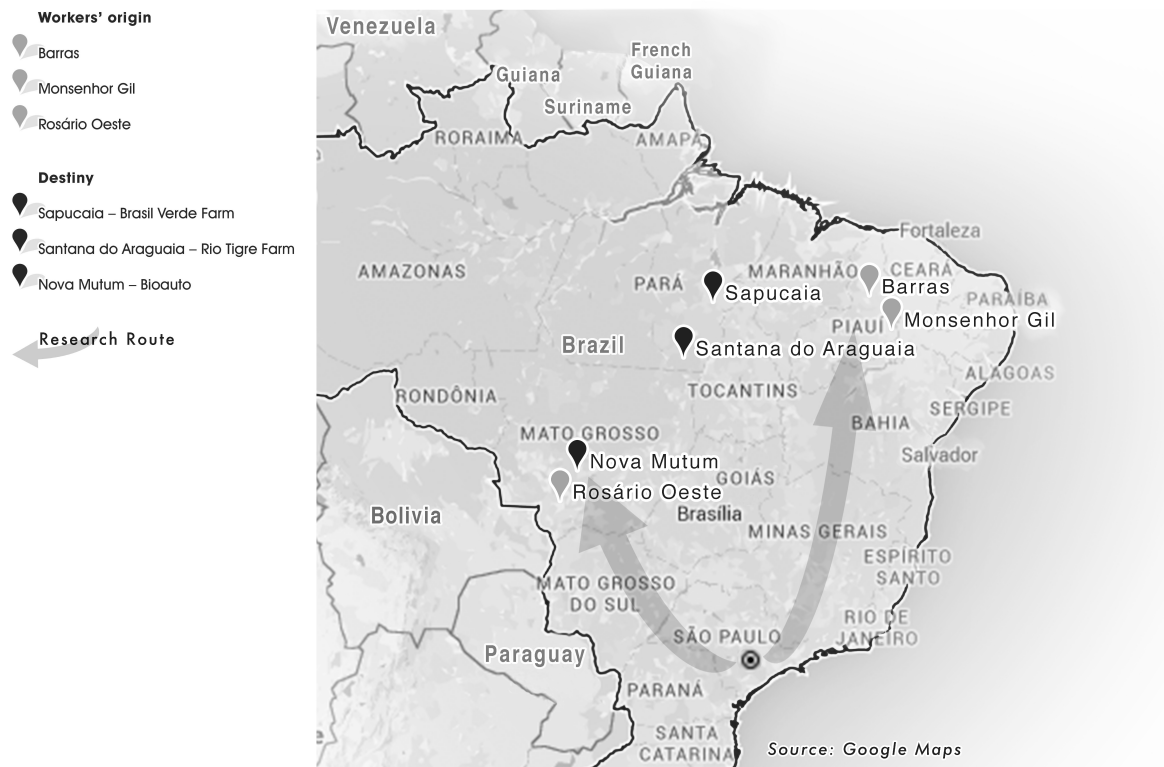 Workers' origin
Barras
Monsenhor Gil
Rosário Oeste
Destiny
Sapucaia – Brasil Verde Farm
Santana do Araguaia – Rio Tigre Farm
Nova Mutum – Bioauto
Research Route
Venezuela
French
Guiana
Guiana
Suriname
RORAIMA
AMAPÁ
Fortaleza
AMAZONAS
PARÁ
MARANHÃO
CEARÁ
Sapucaia
Barras
PARAÍBA
Monsenhor Gil
PIAUÍ
Brazil
Santana do Araguaia
ALAGOAS
TOCANTINS
RONDÔNIA
SERGIPE
BAHIA
MATO GROSSO
Salvador
Nova Mutum
GOIÁS
Rosário Oeste
Brasília
Bolivia
MINAS GERAIS
ESPÍRITO
SANTO
MATO GROSSO
DO SUL
RIO DE
JANEIRO
SÃO PAULO
Paraguay
PARANÁ
SANTA
CATARINA
Source: Google Maps